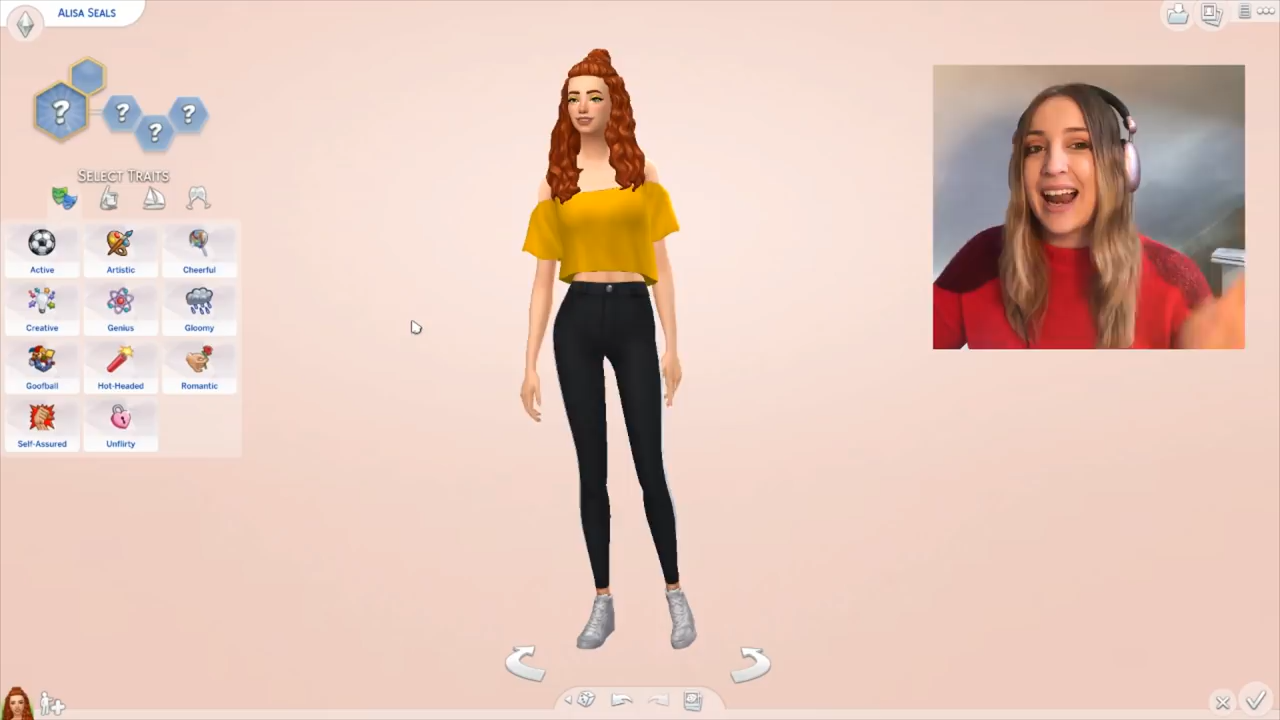 ALISA SEALS
?
?
?
?
SELECT TRAITS
Active
Artistic
Cheerful
Creative
Genius
Gloomy
Goofball
Hot-Headed
Romantic
Self-Assured
Unflirty